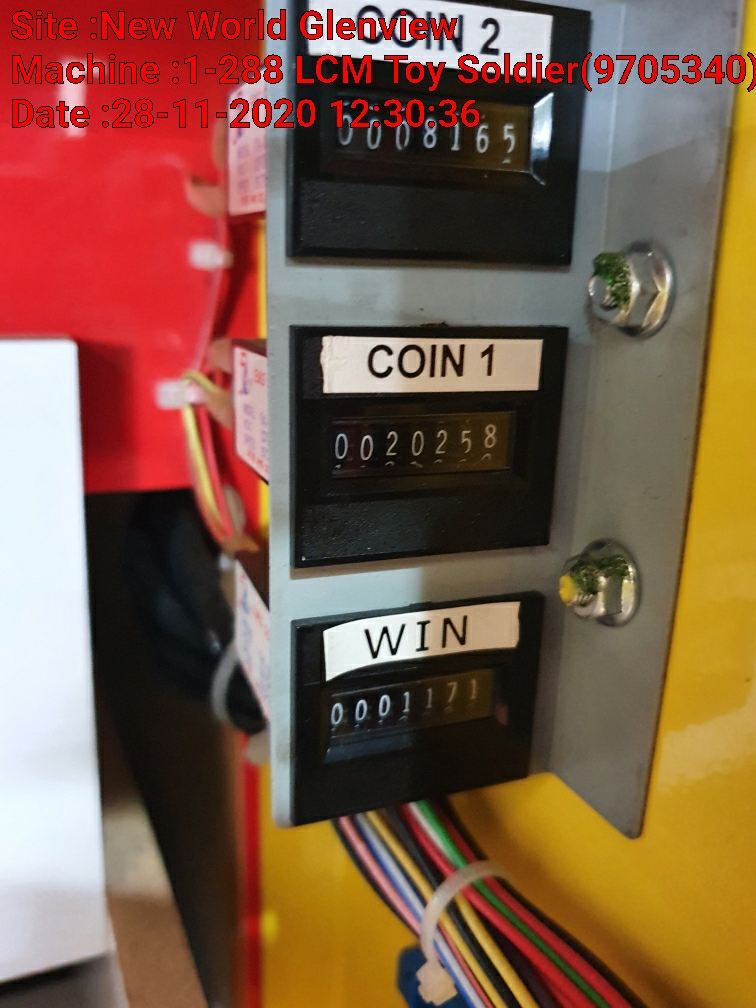 Site :New World Glenview
Machine :1-288 LCM Toy Soldier(9705340)
Date :28-11-2020 12:30:36
COIN 2
0008165
COIN 1
0020258
WIN
0001171